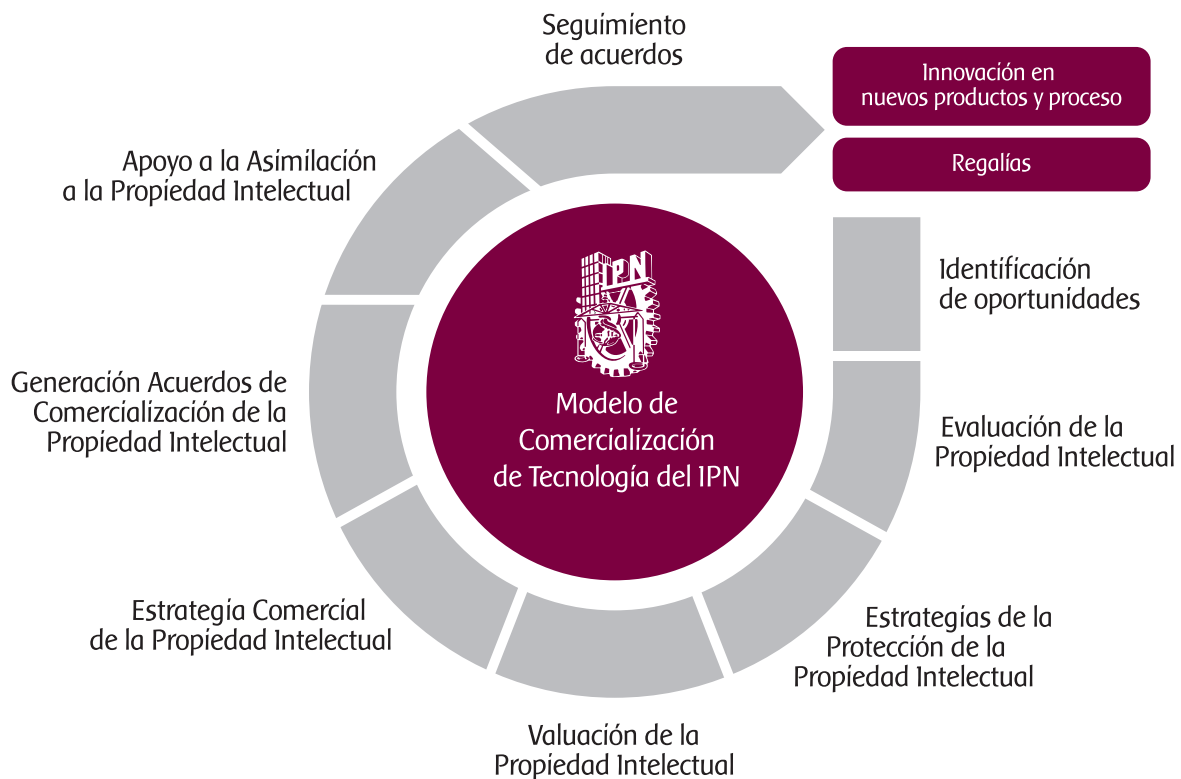 Seguimiento
de acuerdos
Innovación en
nuevos productos y proceso
Regalías
Identificación
de oportunidades
Evaluación de la
Propiedad Intelectual
Estrategias de la
Protección de la
Propiedad Intelectual
Valuación de la
Propiedad Intelectual
Estrategia Comercial
de la Propiedad Intelectual
Generación Acuerdos de
Comercialización de la
Propiedad Intelectual
Apoyo a la Asimilación
a la Propiedad Intelectual
IPN
Modelo de
Comercialización
de Tecnología del IPN